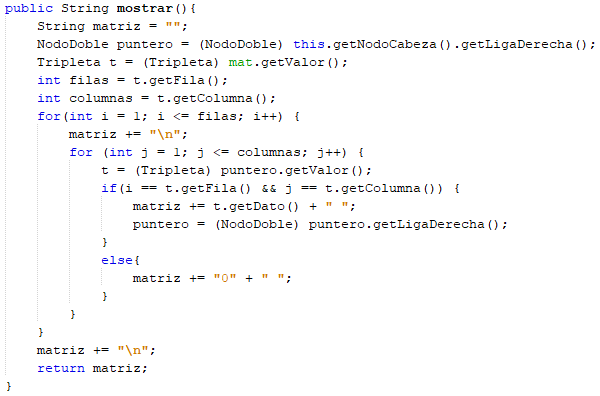 public String mostrar(){
    String matriz = "";
    NodoDoble puntero = (NodoDoble) this.getNodoCabeza().getLigaDerecha();
    Tripleta t = (Tripleta) mat.getValor();
    int filas = t.getFila();
    int columnas = t.getColumna();
    for(int i = 1; i <= filas; i++) {
        matriz += "\n";
        for (int j = 1; j <= columnas; j++) {
            t = (Tripleta) puntero.getValor();
            if(i == t.getFila() && j == t.getColumna()) {
                matriz += t.getDato() + " ";
                puntero = (NodoDoble) puntero.getLigaDerecha();
            }
            else{
                matriz += "0" + " ";
            }
        }
    }
    matriz += "\n";
    return matriz;
}